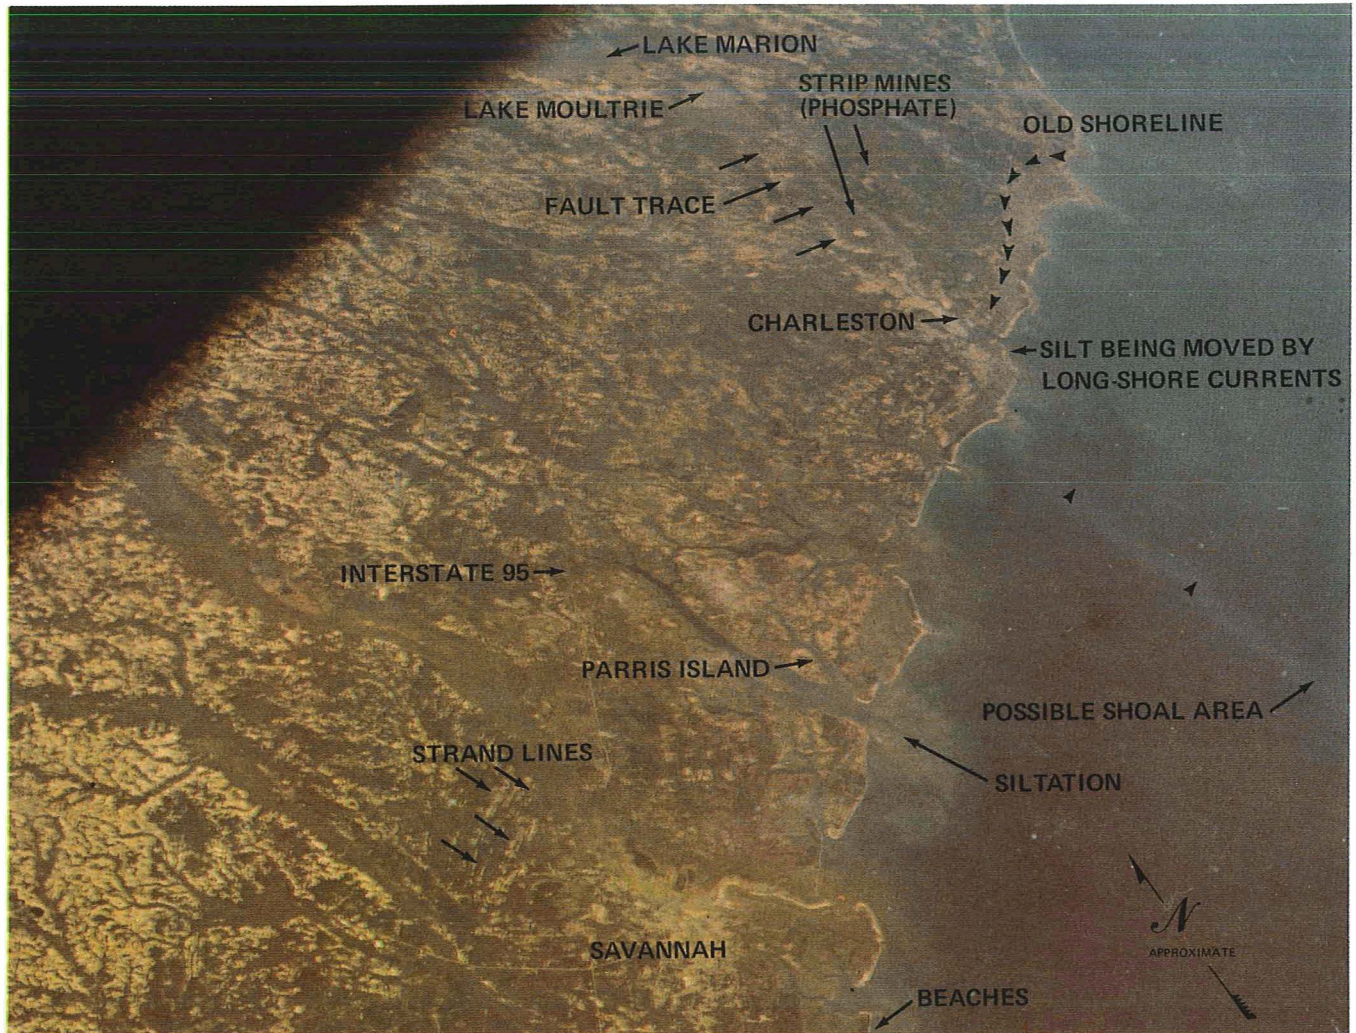 LAKE MARION
STRIP MINES
(PHOSPHATE)
LAKE MOULTRIE
OLD SHORELINE
FAULT TRACE
CHARLESTON
SILT BEING MOVED BY
LONG-SHORE CURRENTS
INTERSTATE 95
PARRIS ISLAND
POSSIBLE SHOAL AREA
STRAND LINES
SILTATION
N
APPROXIMATE
SAVANNAH
BEACHES